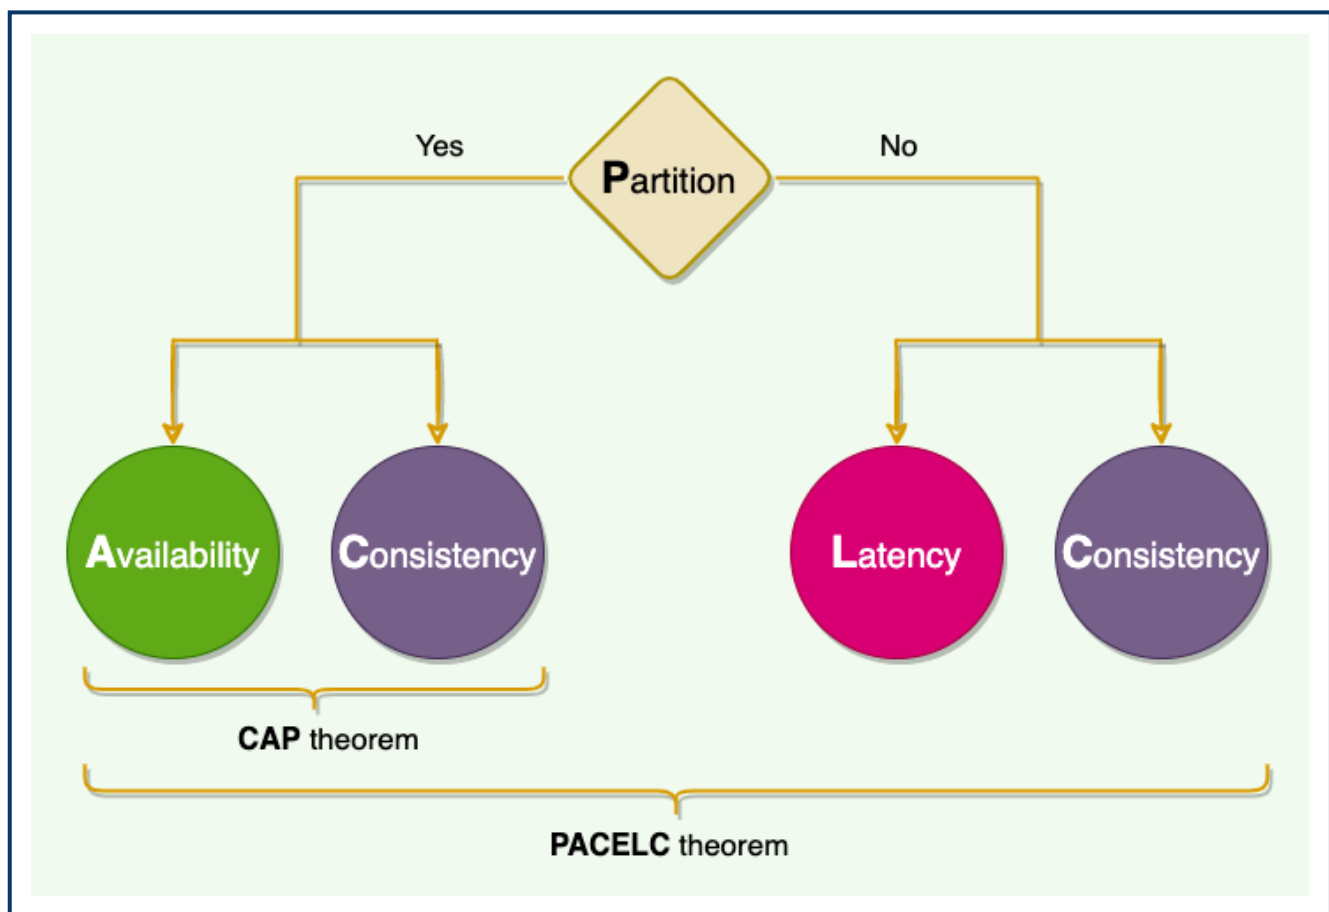 Yes
No
Partition
Availability
Consistency
Latency
Consistency
CAP theorem
PACELC theorem